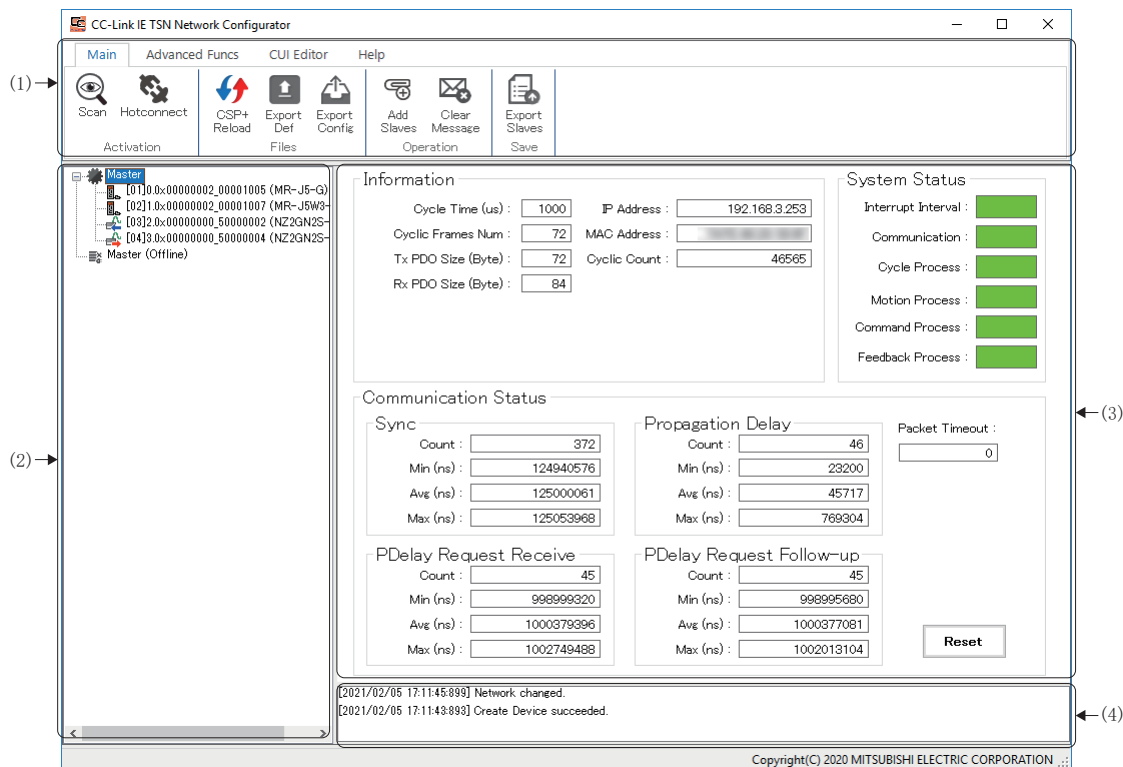 CC-Link IE TSN Network Configurator
Main Advanced Funcs CUI Editor Help
(1)
Scan Hotconnect CSP+ Reload Export Def Export Config Add Slaves Clear Message Export Slaves
Activation Files Operation Save
(2)
Master
[01]0.0x00000002_00001005 (MR-J5-G)
[02]1.0x00000002_00001007 (MR-J5W3-
[03]2.0x00000000_50000002 (NZ2GN2S-
[04]3.0x00000000_50000004 (NZ2GN2S-
Master (Offline)
(3)
Information
Cycle Time (us) : 1000 IP Address : 192.168.3.253
Cyclic Frames Num : 72 MAC Address :
Tx PDO Size (Byte) : 72 Cyclic Count : 46565
Rx PDO Size (Byte) : 84
System Status
Interrupt Interval :
Communication :
Cycle Process :
Motion Process :
Command Process :
Feedback Process :
Communication Status
Sync
Count : 372
Min (ns) : 124940576
Avg (ns) : 125000061
Max (ns) : 125053968
Propagation Delay
Count : 46
Min (ns) : 23200
Avg (ns) : 45717
Max (ns) : 769304
Packet Timeout :
0
PDelay Request Receive
Count : 45
Min (ns) : 998999320
Avg (ns) : 1000379396
Max (ns) : 1002749488
PDelay Request Follow-up
Count : 45
Min (ns) : 998995680
Avg (ns) : 1000377081
Max (ns) : 1002013104
Reset
[2021/02/05 17:11:45:899] Network changed.
[2021/02/05 17:11:43:893] Create Device succeeded.
(4)
Copyright(C) 2020 MITSUBISHI ELECTRIC CORPORATION